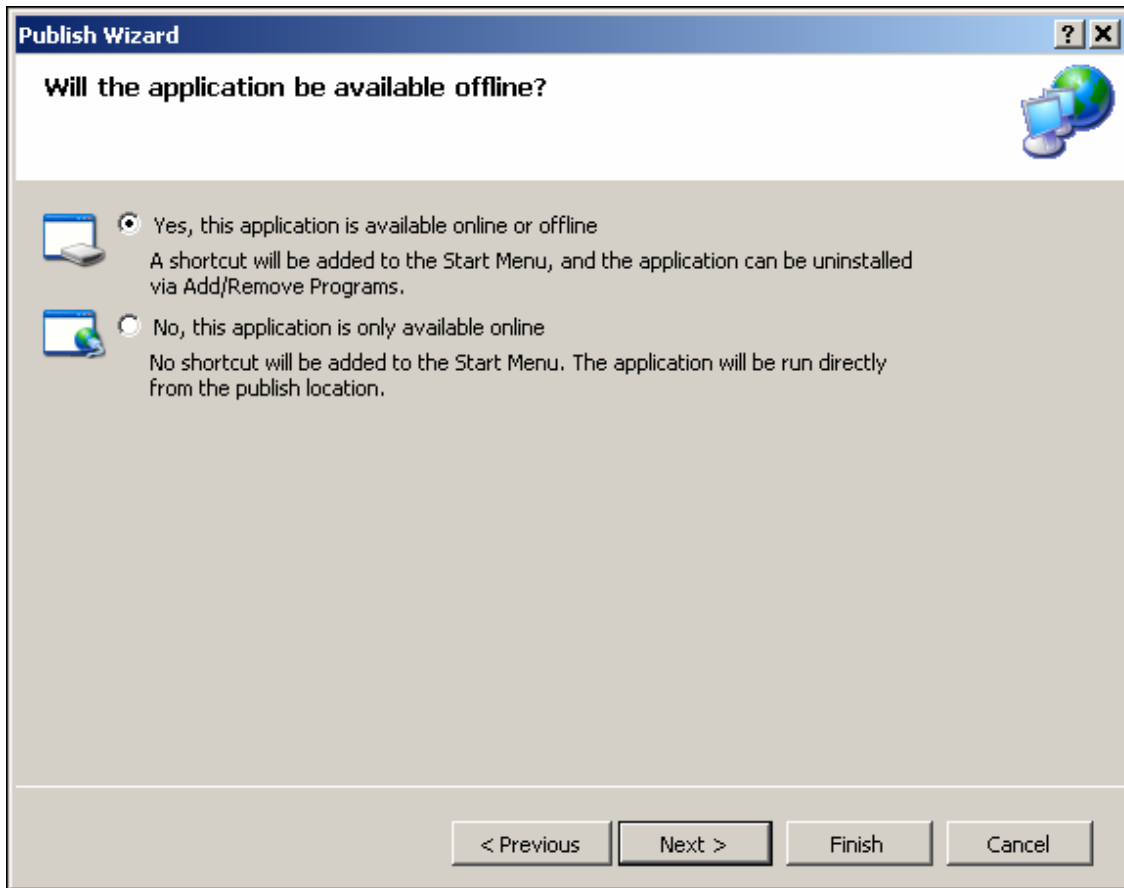 Publish Wizard
?
Will the application be available offline?
Yes, this application is available online or offline
A shortcut will be added to the Start Menu, and the application can be uninstalled
via Add/Remove Programs.
No, this application is only available online
No shortcut will be added to the Start Menu. The application will be run directly
from the publish location.
< Previous Next > Finish Cancel